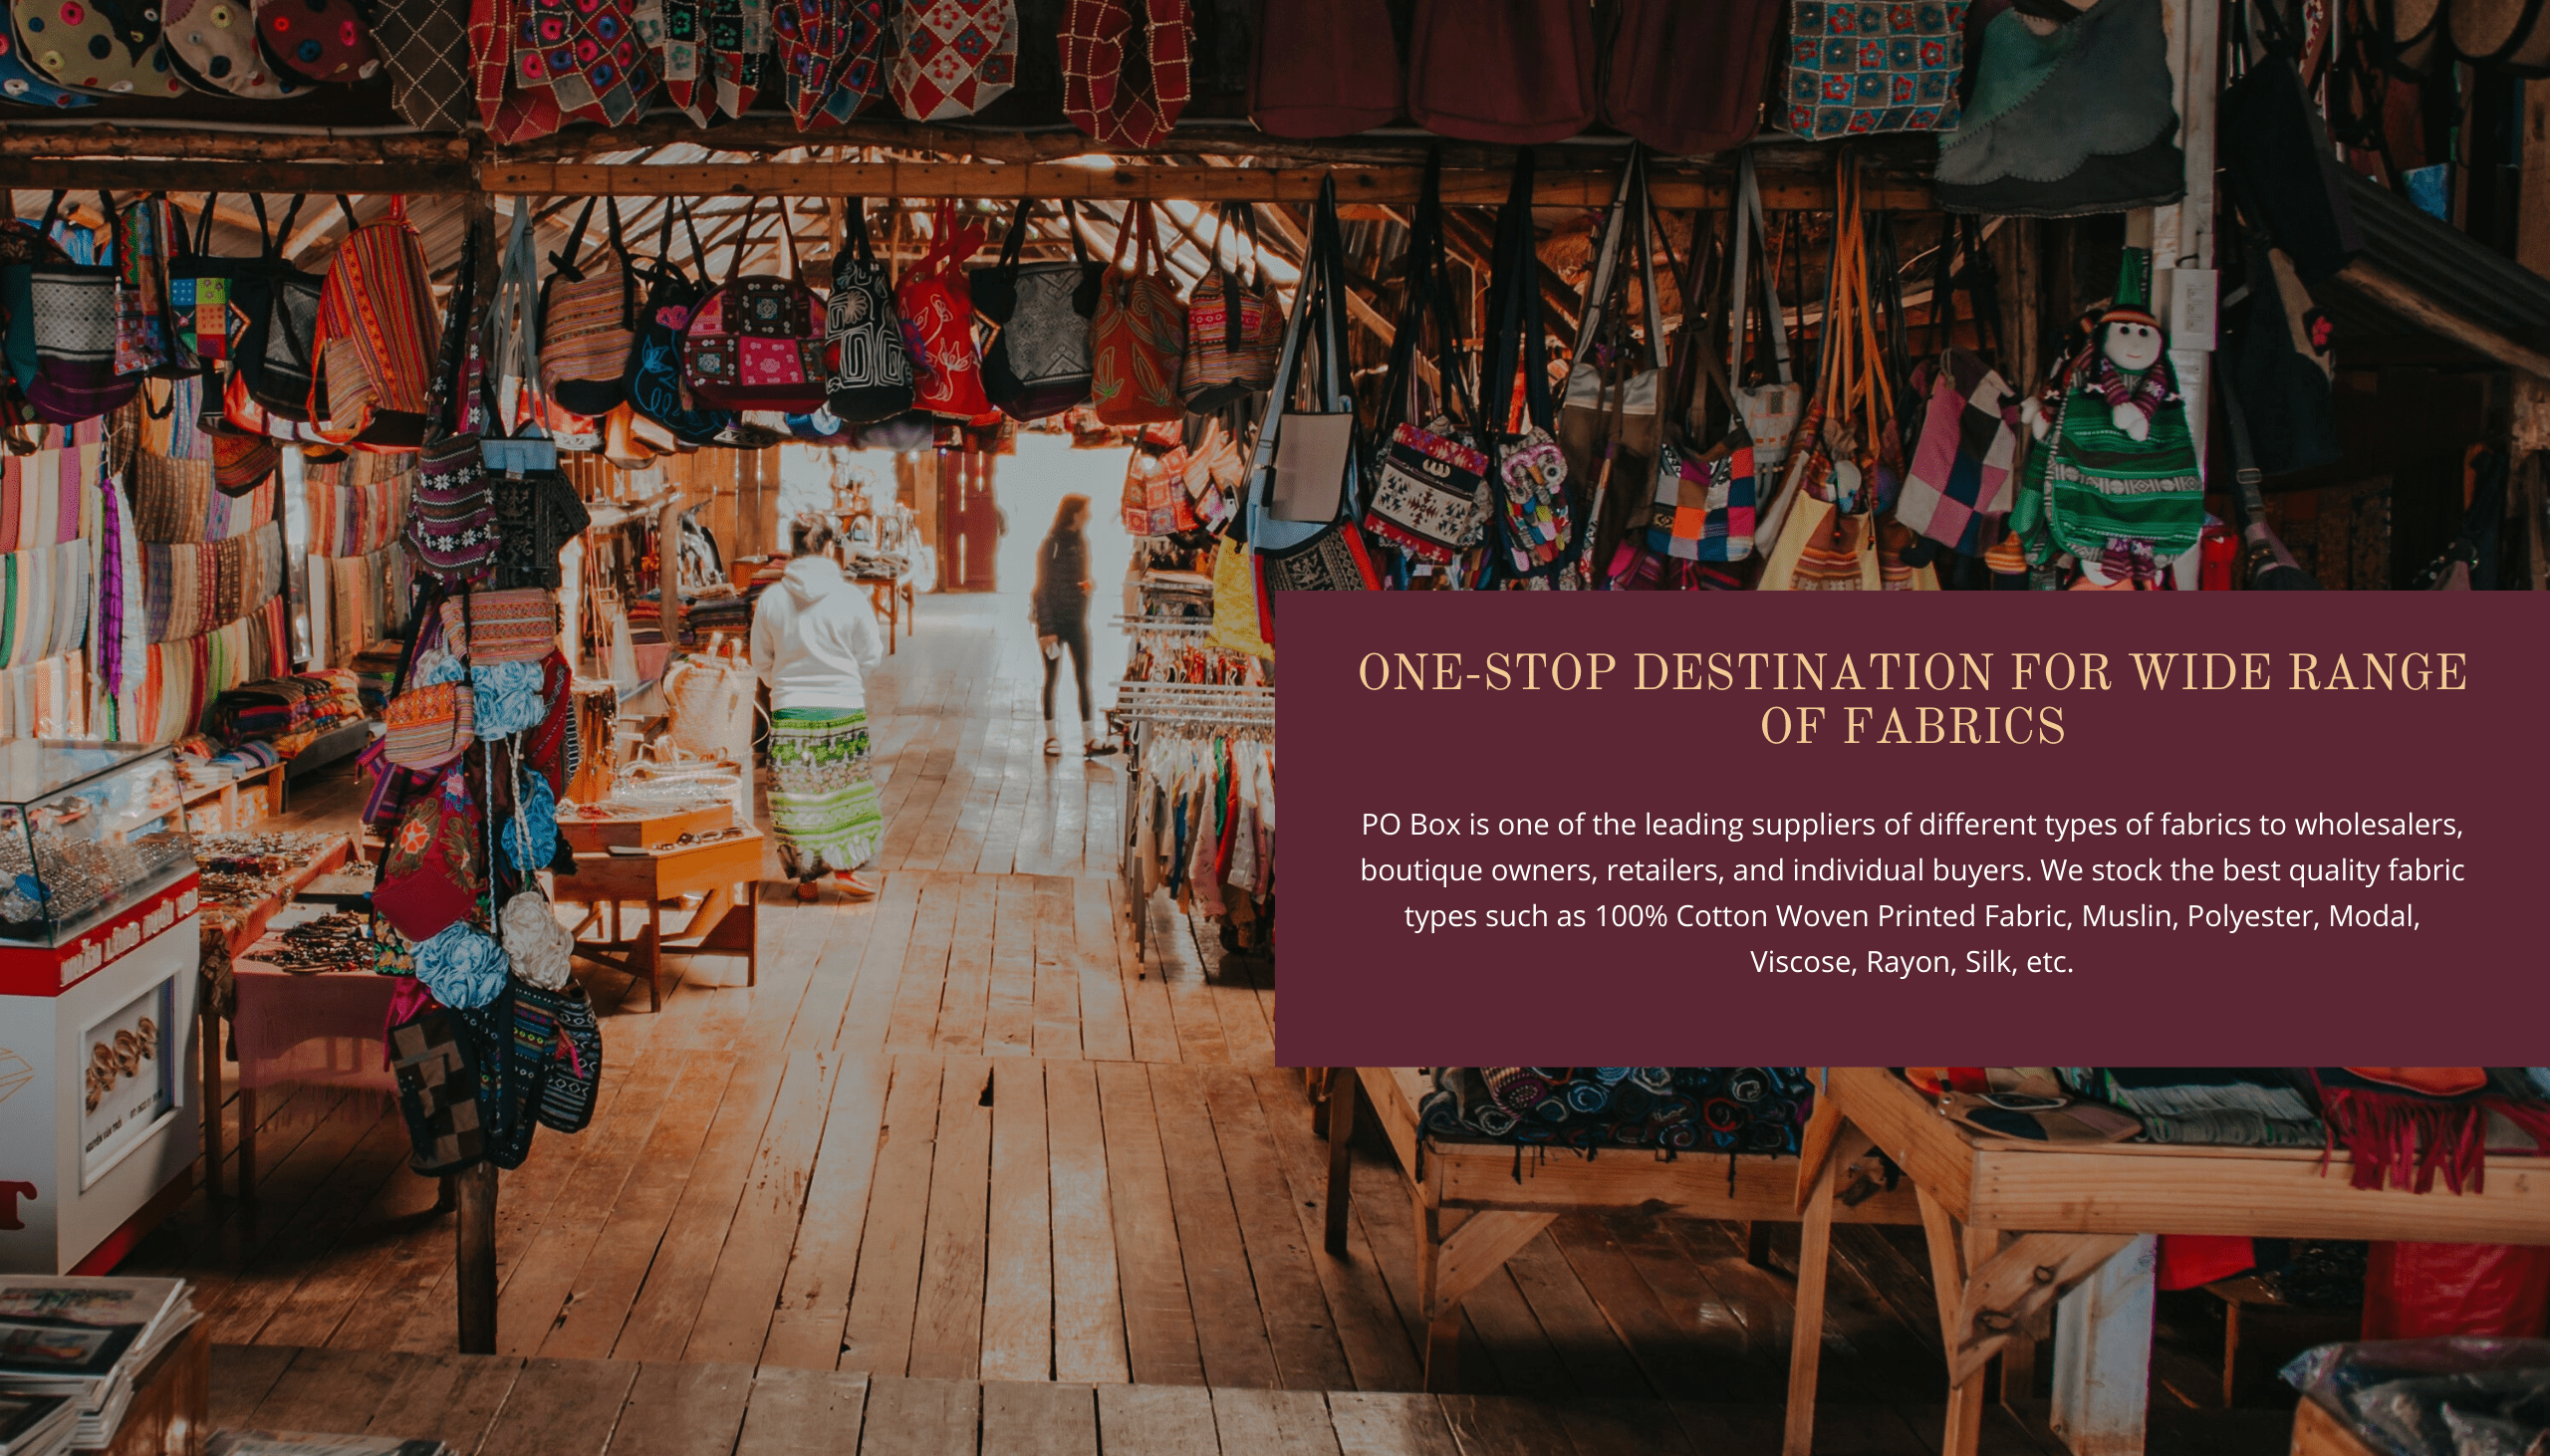 ONE-STOP DESTINATION FOR WIDE RANGE
OF FABRICS
PO Box is one of the leading suppliers of different types of fabrics to wholesalers,
boutique owners, retailers, and individual buyers. We stock the best quality fabric
types such as 100% Cotton Woven Printed Fabric, Muslin, Polyester, Modal,
Viscose, Rayon, Silk, etc.